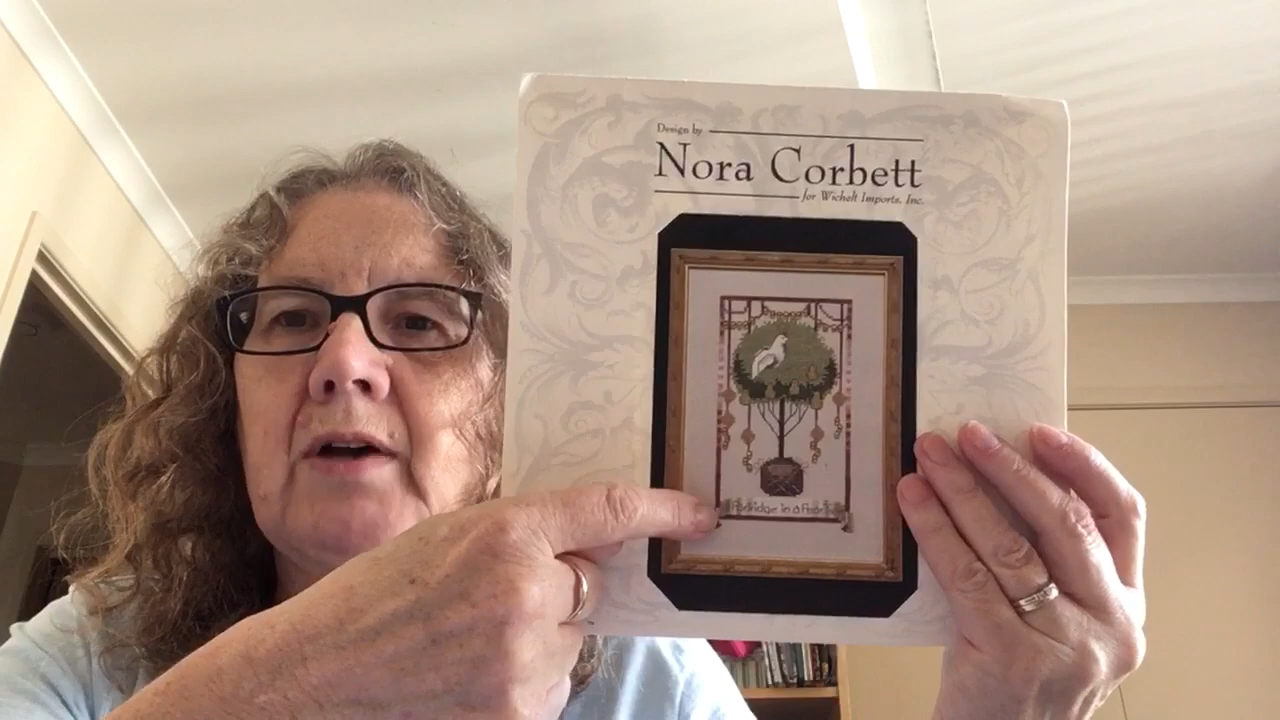 Design by
Nora Corbett
for Wichelt Imports, Inc.
Partridge in a Pear